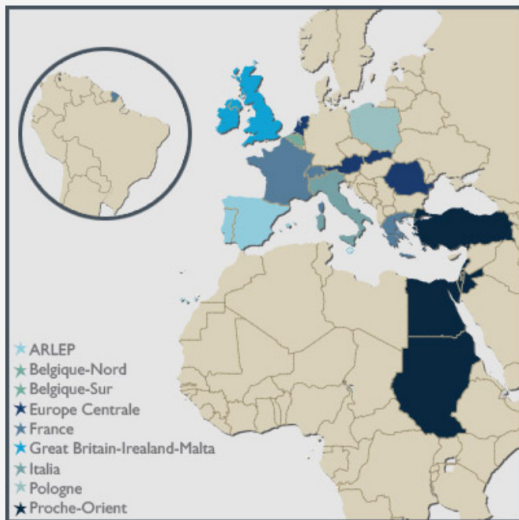 ARLEP
Belgique-Nord
Belgique-Sur
Europe Centrale
France
Great Britain-Irealand-Malta
Italia
Pologne
Proche-Orient